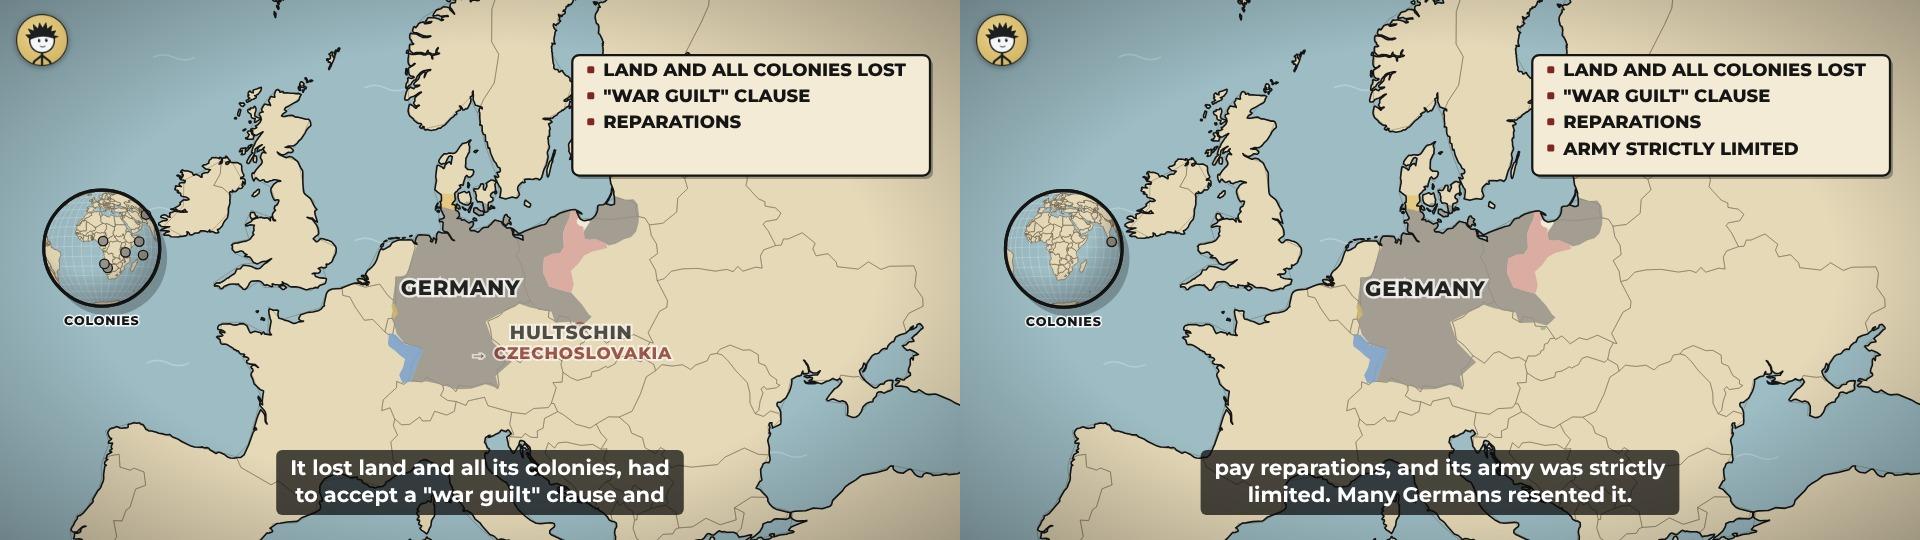 LAND AND ALL COLONIES LOST
"WAR GUILT" CLAUSE
REPARATIONS
GERMANY
COLONIES
HULTSCHIN
→ CZECHOSLOVAKIA
It lost land and all its colonies, had
to accept a "war guilt" clause and
LAND AND ALL COLONIES LOST
"WAR GUILT" CLAUSE
REPARATIONS
ARMY STRICTLY LIMITED
GERMANY
COLONIES
pay reparations, and its army was strictly
limited. Many Germans resented it.